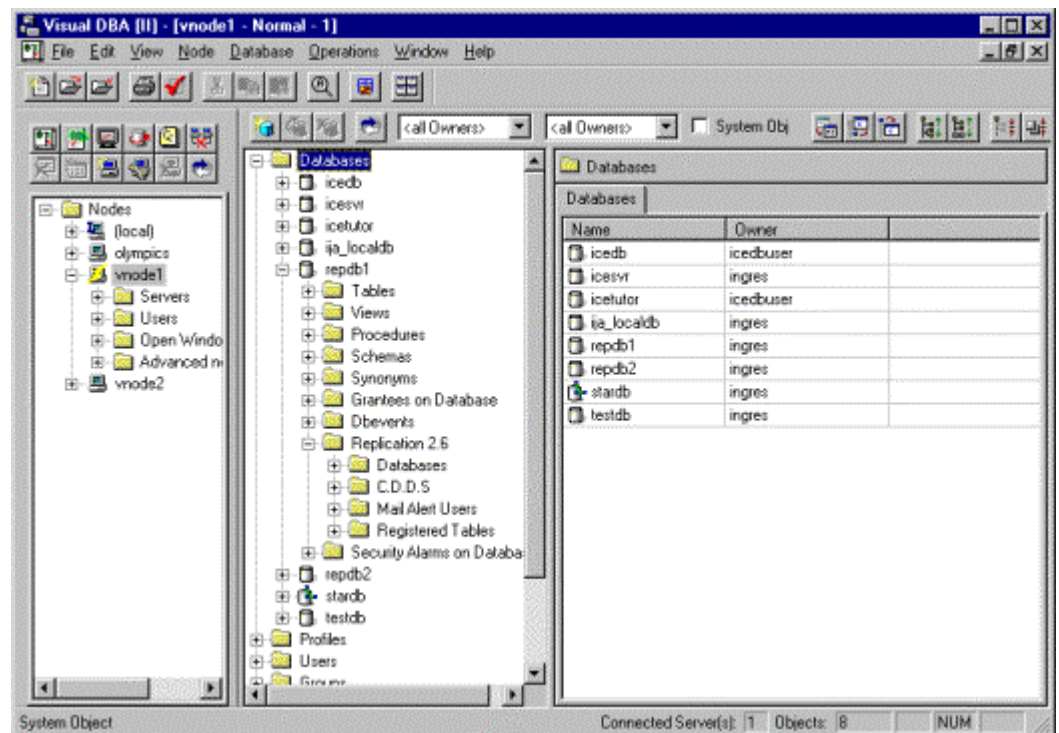 Visual DBA [II] - [vnode1 - Normal - 1]
File Edit View Node Database Operations Window Help
<all Owners> <all Owners> System Obj
Nodes
(local)
olympics
vnode1
Servers
Users
Open Windo
Advanced n
vnode2
Databases
icedb
icesvr
icetutor
ija_localdb
repdb1
Tables
Views
Procedures
Schemas
Synonyms
Grantees on Database
Dbevents
Replication 2.6
Databases
C.D.D.S
Mail Alert Users
Registered Tables
Security Alarms on Databa
repdb2
stardb
testdb
Profiles
Users
Groups
Databases
Databases
Name Owner
icedb icedbuser
icesvr ingres
icetutor icedbuser
ija_localdb ingres
repdb1 ingres
repdb2 ingres
stardb ingres
testdb ingres
System Object Connected Server(s): 1 Objects: 8 NUM